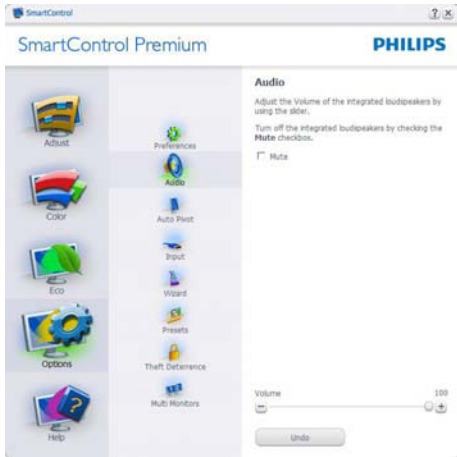 SmartControl
SmartControl Premium
PHILIPS
Adjust
Color
Eco
Options
Help
Preferences
Audio
Auto Pivot
Input
Wizard
Presets
Theft Deterrence
Multi Monitors
Audio
Adjust the Volume of the integrated loudspeakers by
using the slider.
Turn off the integrated loudspeakers by checking the
Mute checkbox.
Mute
Volume 100
Undo